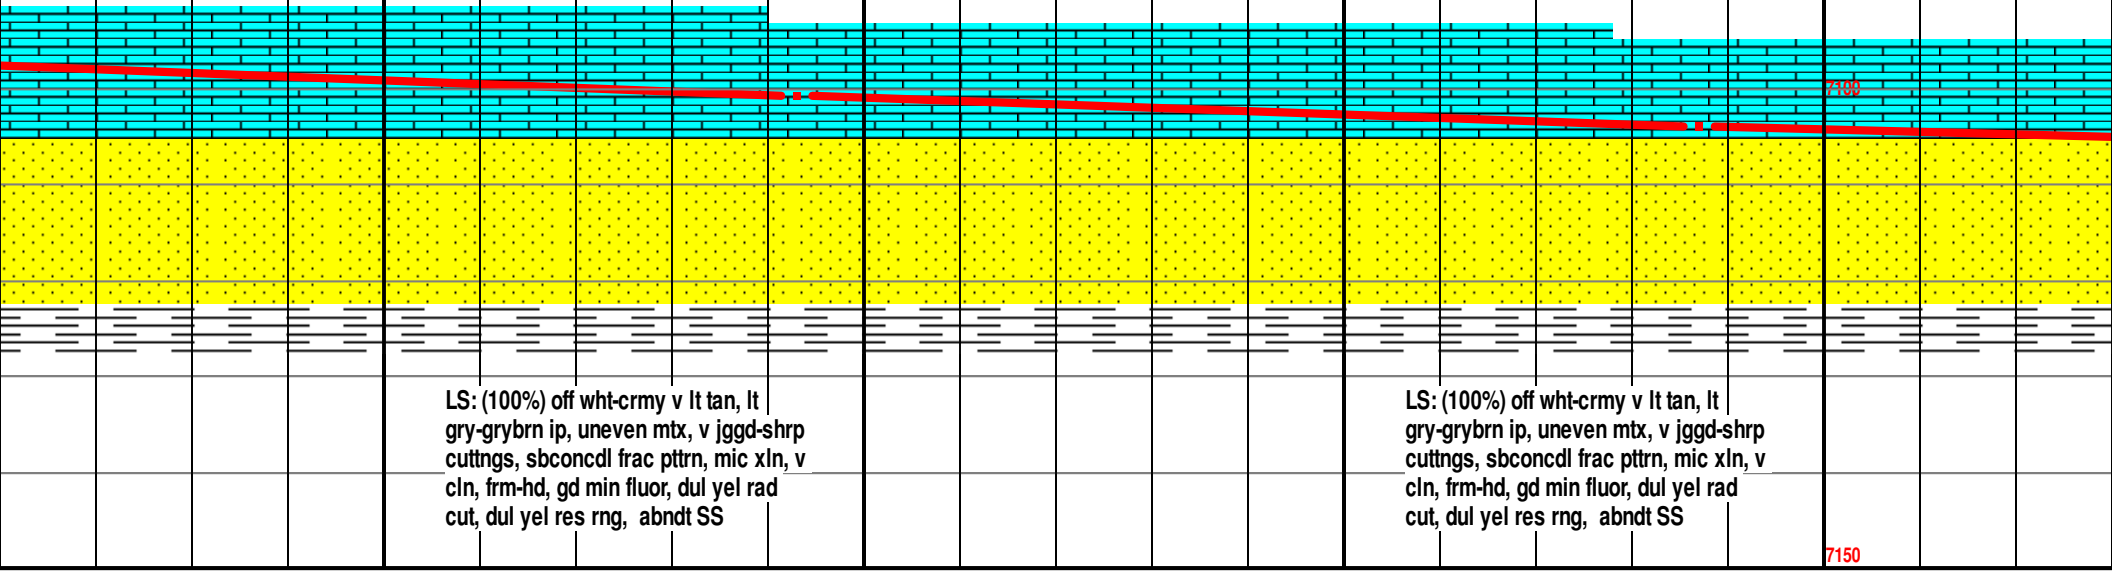 7100
LS: (100%) off wht-crmy v lt tan, lt
gry-grybrn ip, uneven mtx, v jggd-shrp
cuttngs, sbconcdl frac pttrn, mic xln, v
cln, frm-hd, gd min fluor, dul yel rad
cut, dul yel res rng, abndt SS
LS: (100%) off wht-crmy v lt tan, lt
gry-grybrn ip, uneven mtx, v jggd-shrp
cuttngs, sbconcdl frac pttrn, mic xln, v
cln, frm-hd, gd min fluor, dul yel rad
cut, dul yel res rng, abndt SS
7150